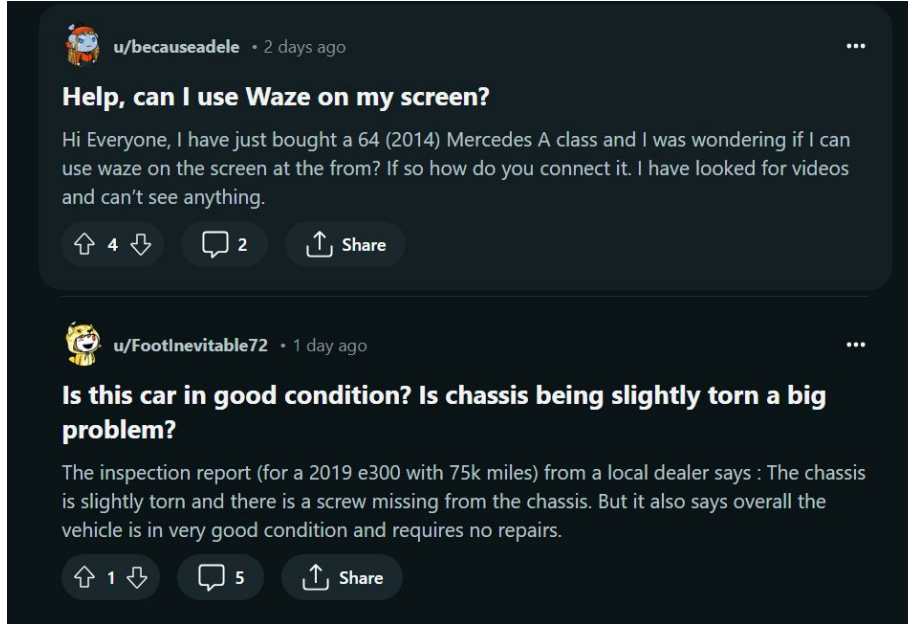 u/becauseadele • 2 days ago
Help, can I use Waze on my screen?
Hi Everyone, I have just bought a 64 (2014) Mercedes A class and I was wondering if I can
use waze on the screen at the from? If so how do you connect it. I have looked for videos
and can’t see anything.
4 2 Share
u/FootInevitable72 • 1 day ago
Is this car in good condition? Is chassis being slightly torn a big
problem?
The inspection report (for a 2019 e300 with 75k miles) from a local dealer says : The chassis
is slightly torn and there is a screw missing from the chassis. But it also says overall the
vehicle is in very good condition and requires no repairs.
1 5 Share